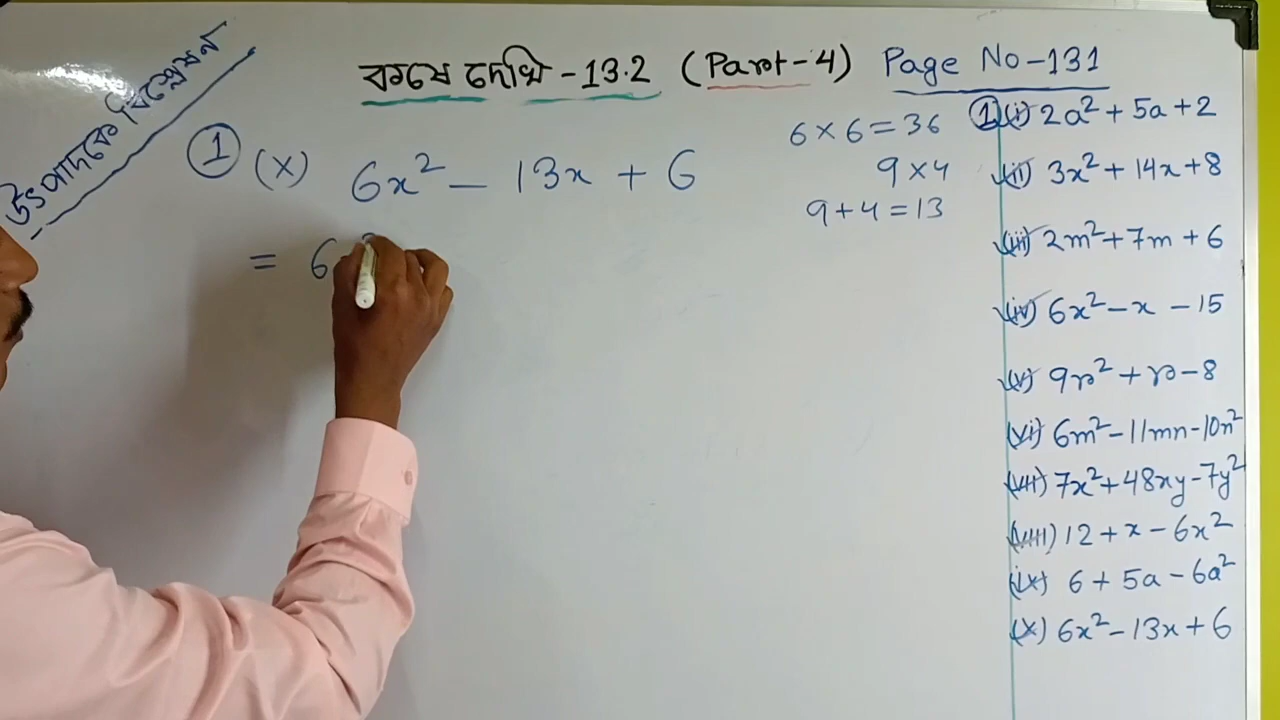 উৎপাদকে বিশ্লেষণ
কষে দেখি - 13.2 (Part - 4) Page No - 131
1 (x) 6x² - 13x + 6
= 6
6 × 6 = 36
9 × 4
9 + 4 = 13
1 (i) 2a² + 5a + 2
(ii) 3x² + 14x + 8
(iii) 2m² + 7m + 6
(iv) 6x² - x - 15
(v) 9r² + r - 8
(vi) 6m² - 11mn - 10n²
(vii) 7x² + 48xy - 7y²
(viii) 12 + x - 6x²
(ix) 6 + 5a - 6a²
(x) 6x² - 13x + 6